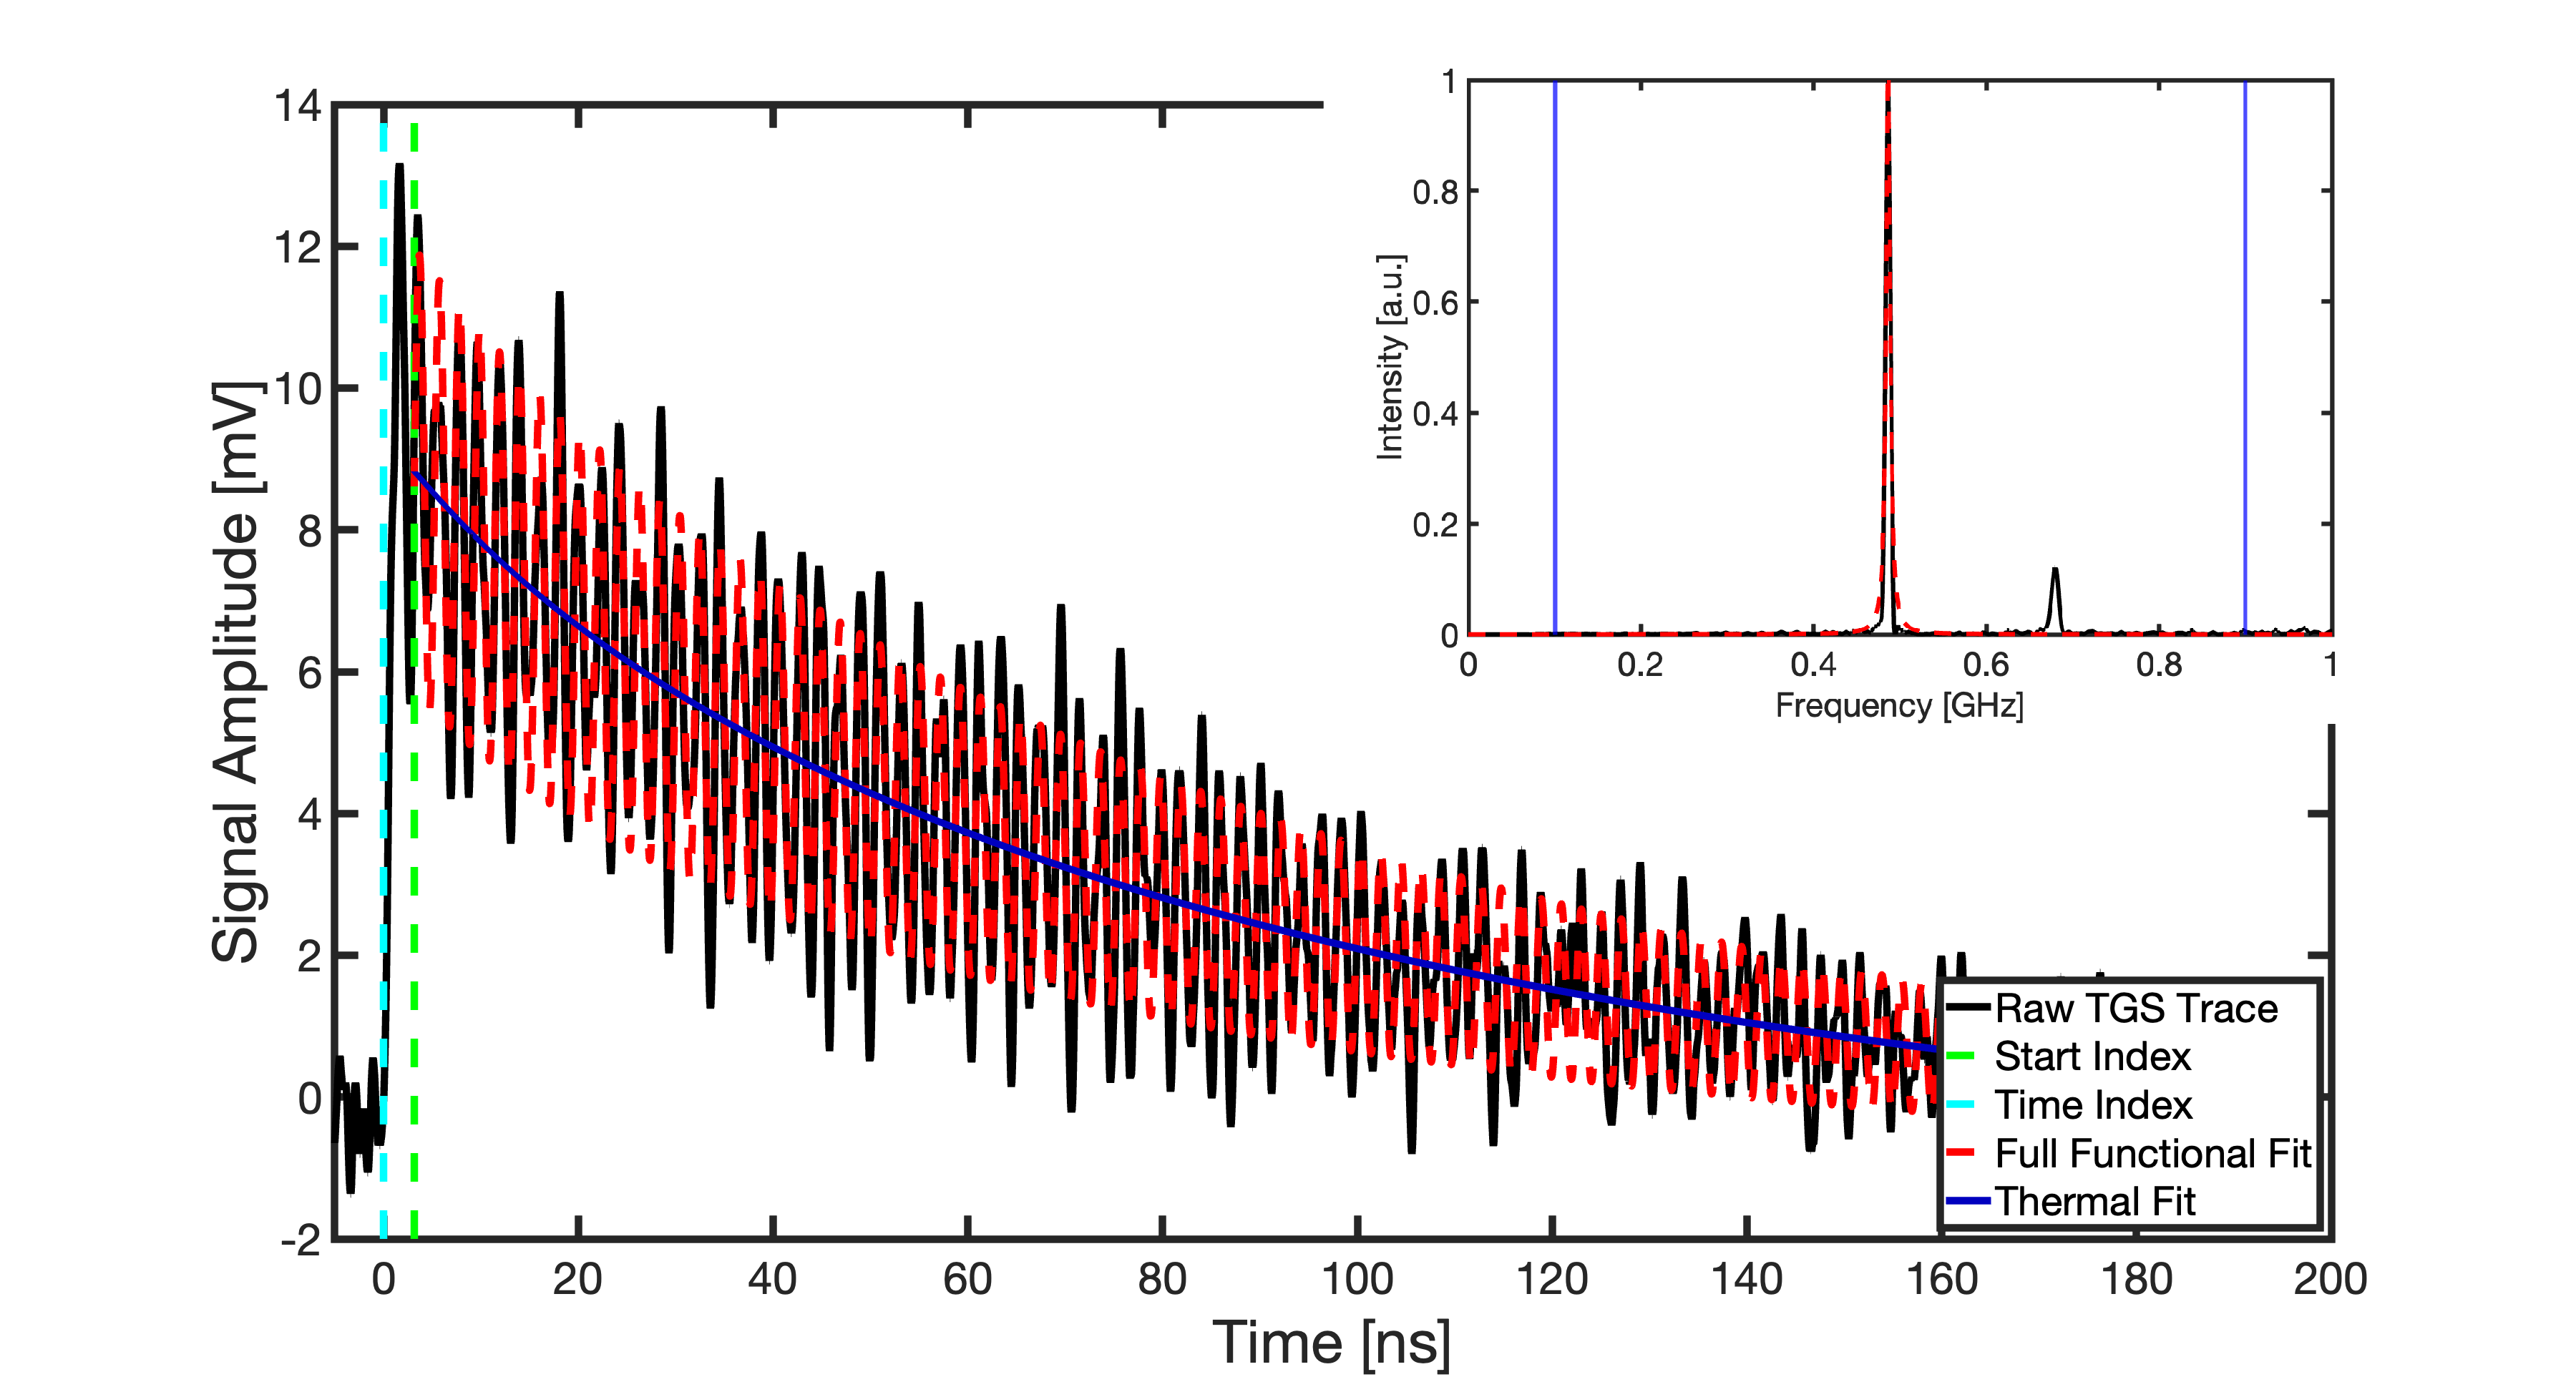 14
12
10
8
6
4
2
0
-2
Signal Amplitude [mV]
0 20 40 60 80 100 120 140 160 180 200
Time [ns]
1
0.8
0.6
0.4
0.2
0
Intensity [a.u.]
0 0.2 0.4 0.6 0.8 1
Frequency [GHz]
Raw TGS Trace
Start Index
Time Index
Full Functional Fit
Thermal Fit